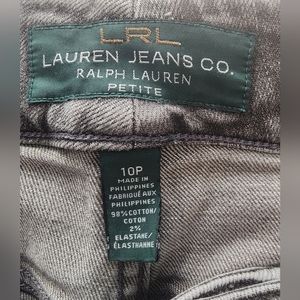 LRL
LAUREN JEANS CO.
RALPH LAUREN
PETITE
10P
MADE IN
PHILIPPINES
FABRIQUÉ AUX
PHILIPPINES
98%COTTON/
COTON
2%
ELASTANE/
ÉLASTHANNE